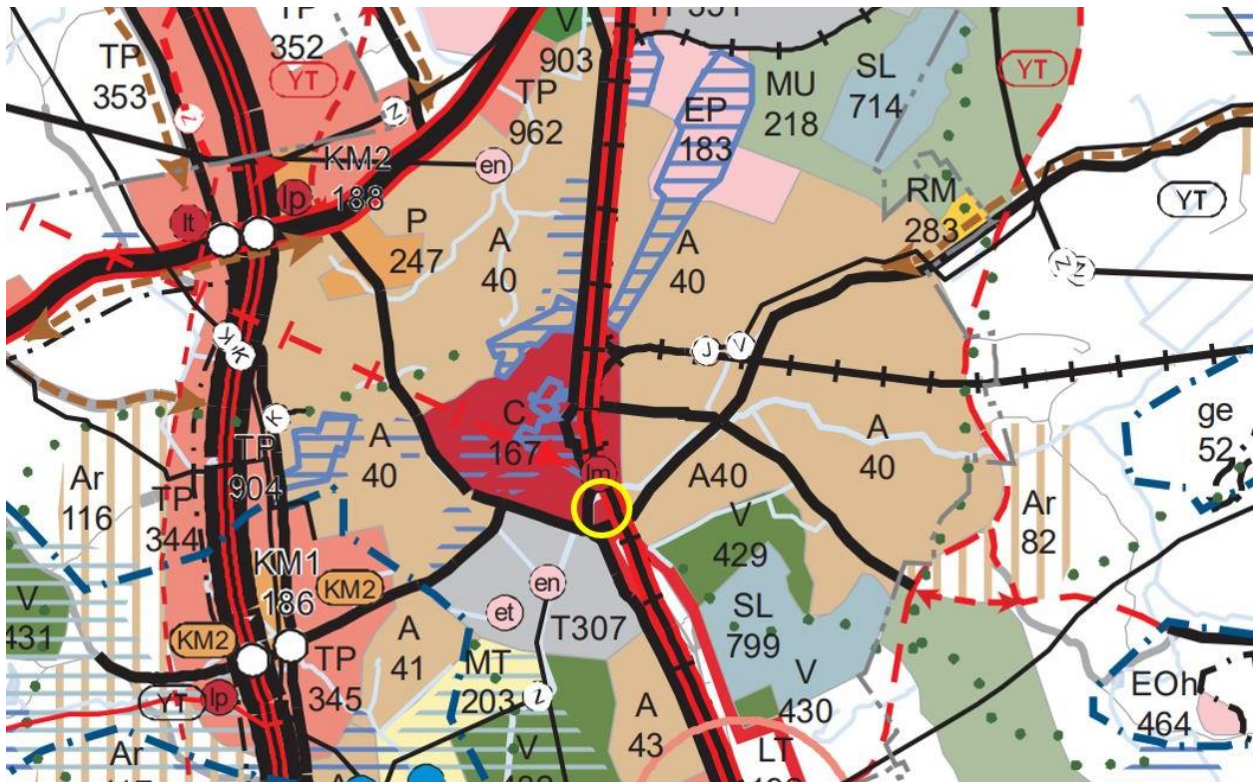 TP
352
V
903
TP
353
YT
TP
962
MU
218
SL
714
YT
EP
183
Z
Z
en
KM2
188
lp
lt
P
247
A
40
A
40
RM
283
YT
Z
Z
K
J
V
K
C
167
A
40
A
40
ge
52
TP
904
lm
A40
Ar
116
TP
344
V
429
Ar
82
KM1
186
KM2
en
et
T307
SL
799
V
431
KM2
A
41
MT
203
TP
345
Z
V
430
YT
lp
A
43
LT
EOh
464
Ar
V
A